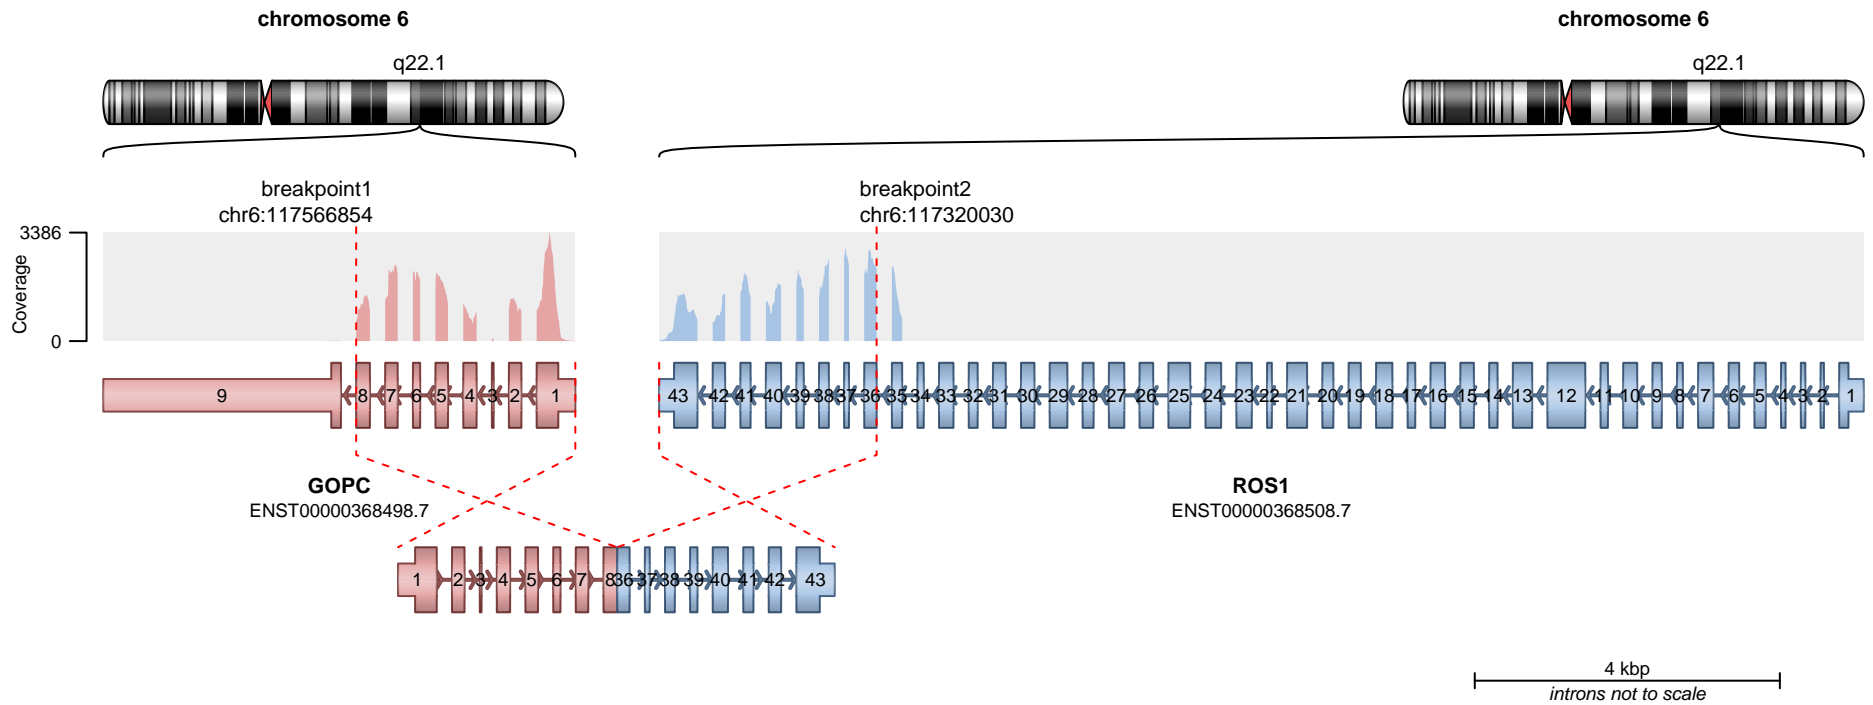 chromosome 6
chromosome 6
q22.1
q22.1
breakpoint1
chr6:117566854
breakpoint2
chr6:117320030
3386
Coverage
0
9 8 7 6 5 4 3 2 1
43 42 41 40 39 38 37 36 35 34 33 32 31 30 29 28 27 26 25 24 23 22 21 20 19 18 17 16 15 14 13 12 11 10 9 8 7 6 5 4 3 2 1
GOPC
ENST00000368498.7
ROS1
ENST00000368508.7
1 2 3 4 5 6 7 8 36 37 38 39 40 41 42 43
4 kbp
introns not to scale